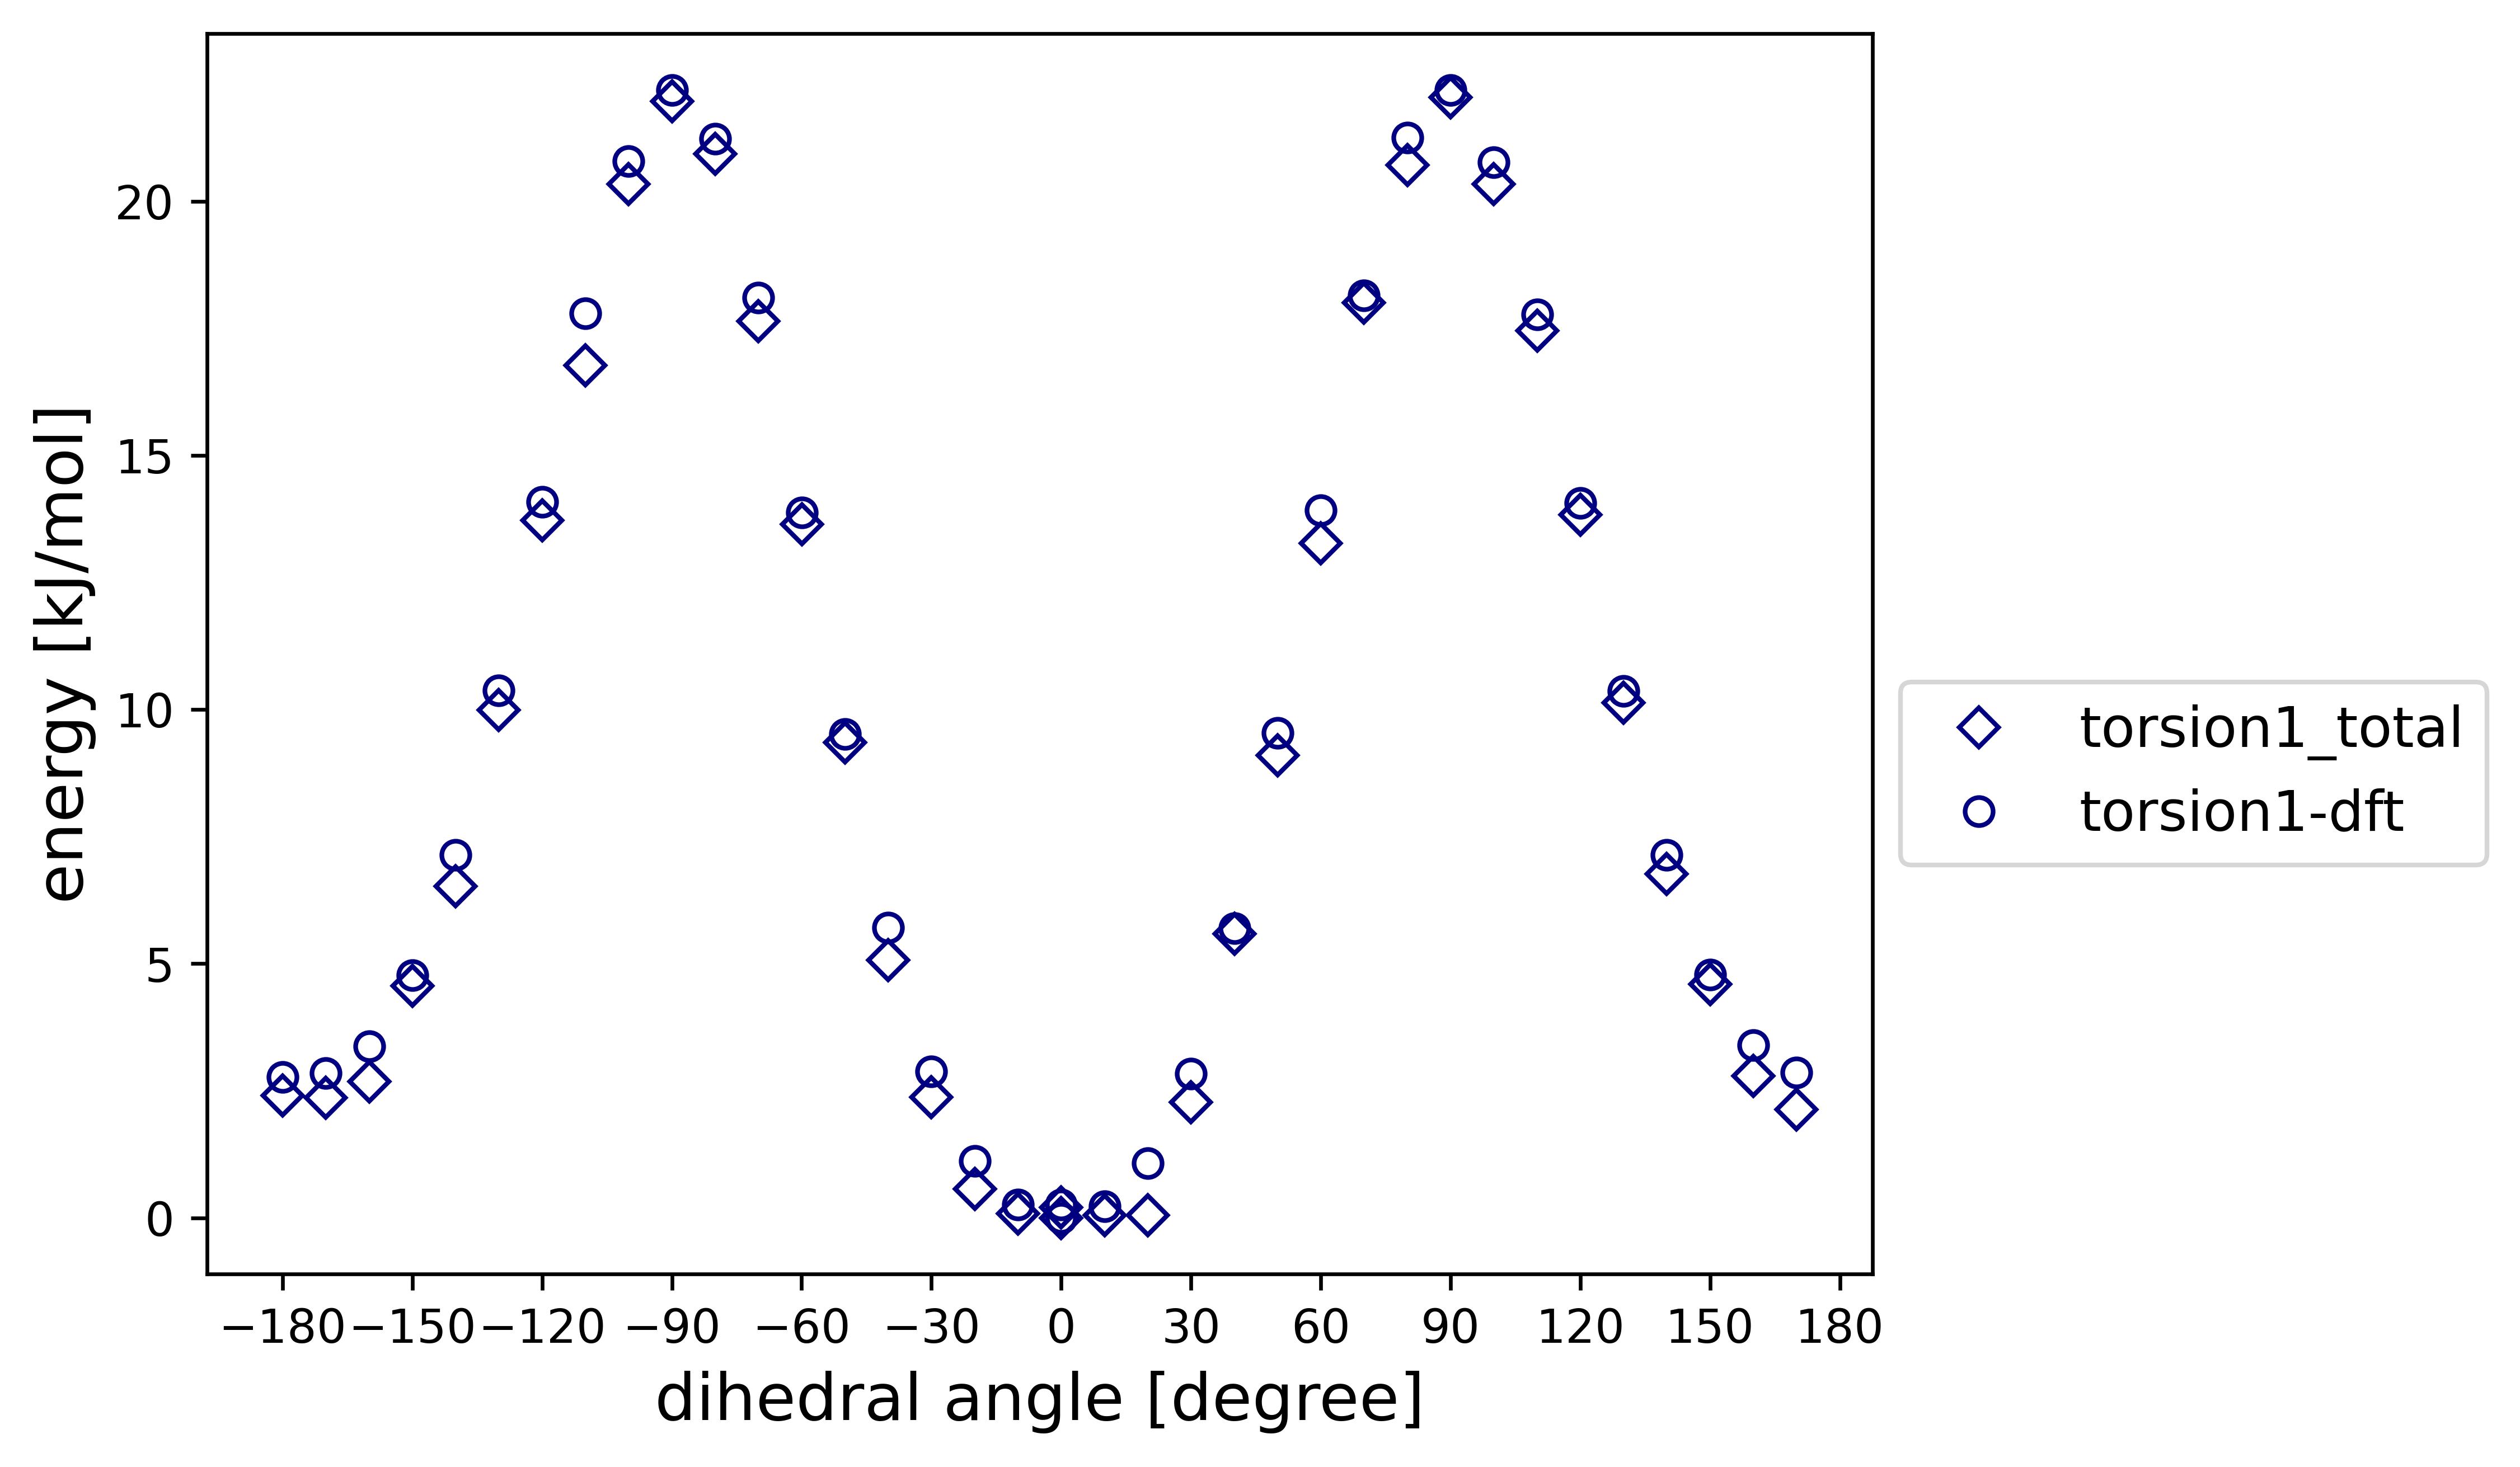 energy [kJ/mol]
20
15
10
5
0
−180 −150 −120 −90 −60 −30 0 30 60 90 120 150 180
dihedral angle [degree]
torsion1_total
torsion1-dft